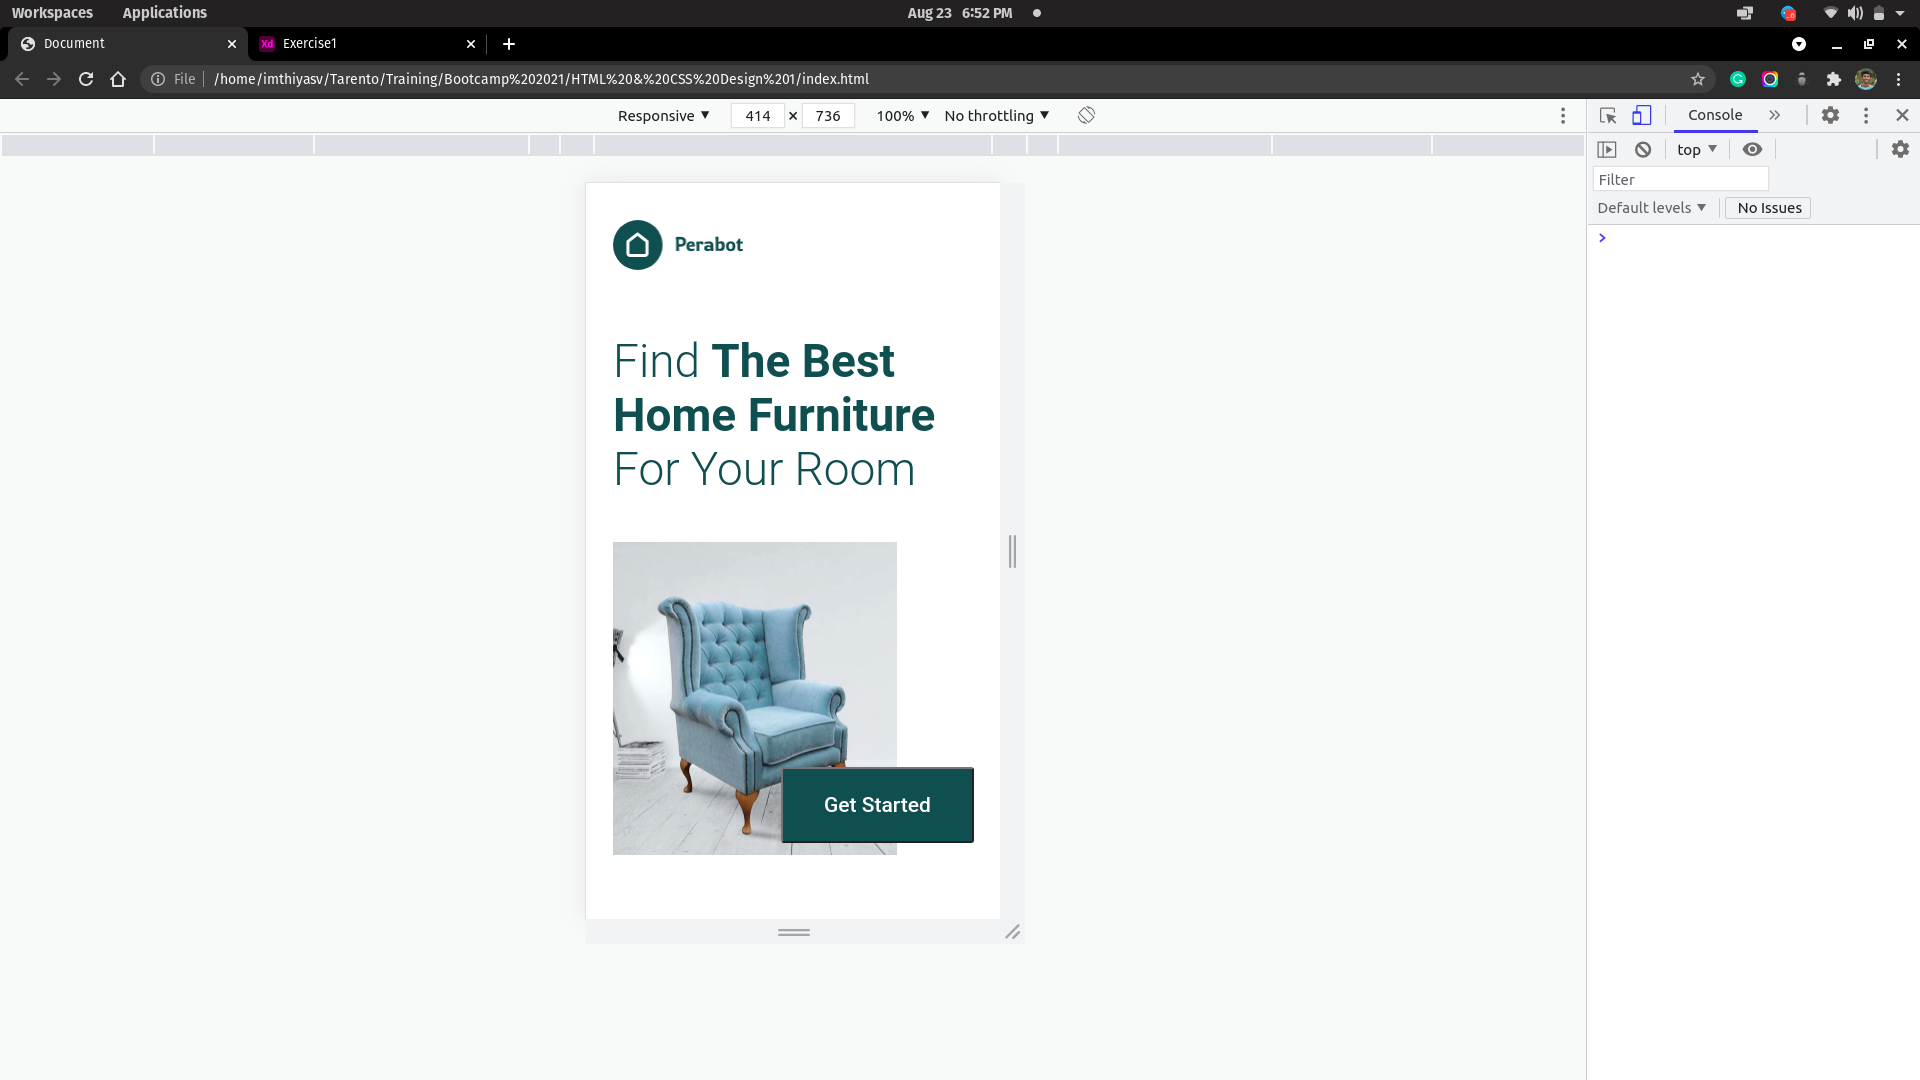 Workspaces Applications Aug 23 6:52 PM
Document Xd Exercise1
File /home/imthiyasv/Tarento/Training/Bootcamp%202021/HTML%20&%20CSS%20Design%201/index.html
Responsive 414 × 736 100% No throttling
Console
top
Filter
Default levels No Issues
Perabot
Find The Best
Home Furniture
For Your Room
Get Started